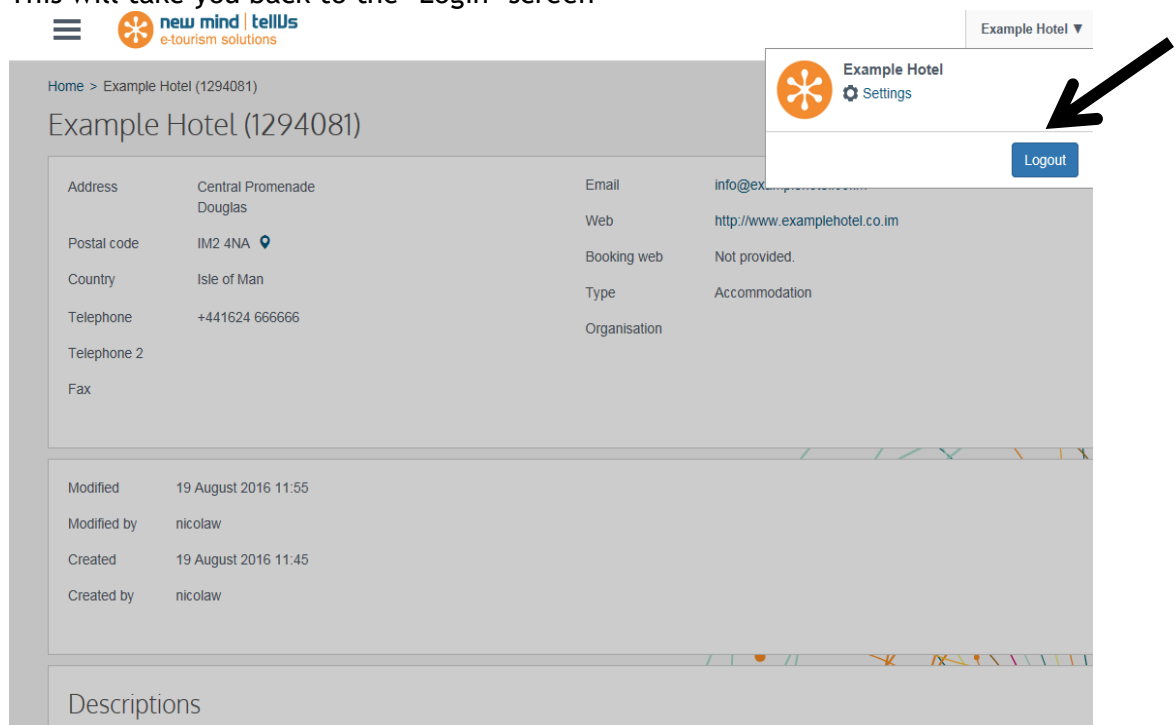 This will take you back to the "Login" screen
new mind | tellUs
e-tourism solutions
Example Hotel ▼
Example Hotel
Settings
Logout
Home > Example Hotel (1294081)
Example Hotel (1294081)
Address Central Promenade
Douglas
Postal code IM2 4NA
Country Isle of Man
Telephone +441624 666666
Telephone 2
Fax
Email
Web http://www.examplehotel.co.im
Booking web Not provided.
Type Accommodation
Organisation
Modified 19 August 2016 11:55
Modified by nicolaw
Created 19 August 2016 11:45
Created by nicolaw
Descriptions